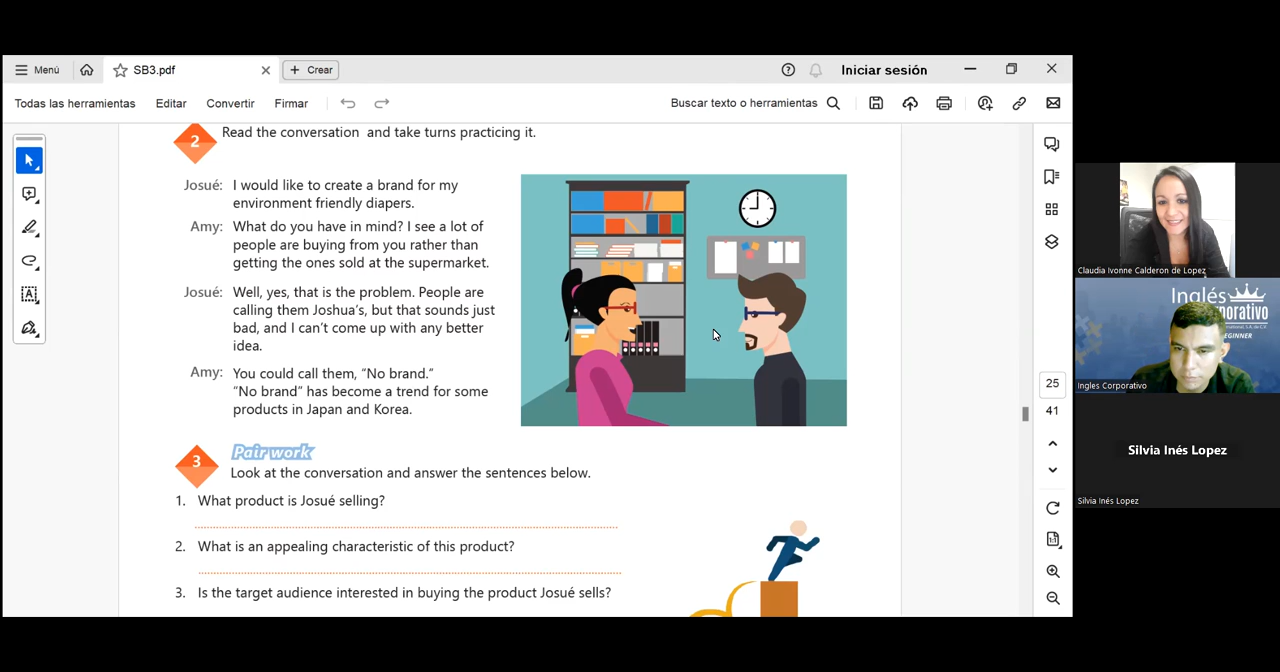 Menú
SB3.pdf
Crear
Iniciar sesión
Todas las herramientas
Editar
Convertir
Firmar
Buscar texto o herramientas
2
Read the conversation and take turns practicing it.
Josué: I would like to create a brand for my
environment friendly diapers.
Amy: What do you have in mind? I see a lot of
people are buying from you rather than
getting the ones sold at the supermarket.
Josué: Well, yes, that is the problem. People are
calling them Joshua’s, but that sounds just
bad, and I can’t come up with any better
idea.
Amy: You could call them, “No brand.”
“No brand” has become a trend for some
products in Japan and Korea.
3
Pair work
Look at the conversation and answer the sentences below.
1. What product is Josué selling?
2. What is an appealing characteristic of this product?
3. Is the target audience interested in buying the product Josué sells?
25
41
Claudia Ivonne Calderon de Lopez
Inglés
BEGINNER
Ingles Corporativo
Silvia Inés Lopez
Silvia Inés Lopez